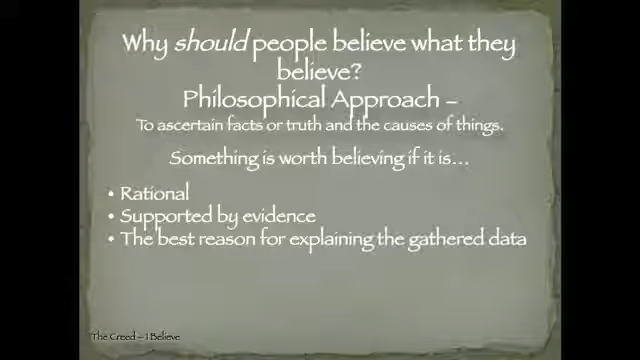 Why should people believe what they
believe?
Philosophical Approach –
To ascertain facts or truth and the causes of things.
Something is worth believing if it is…
• Rational
• Supported by evidence
• The best reason for explaining the gathered data
The Creed – I Believe